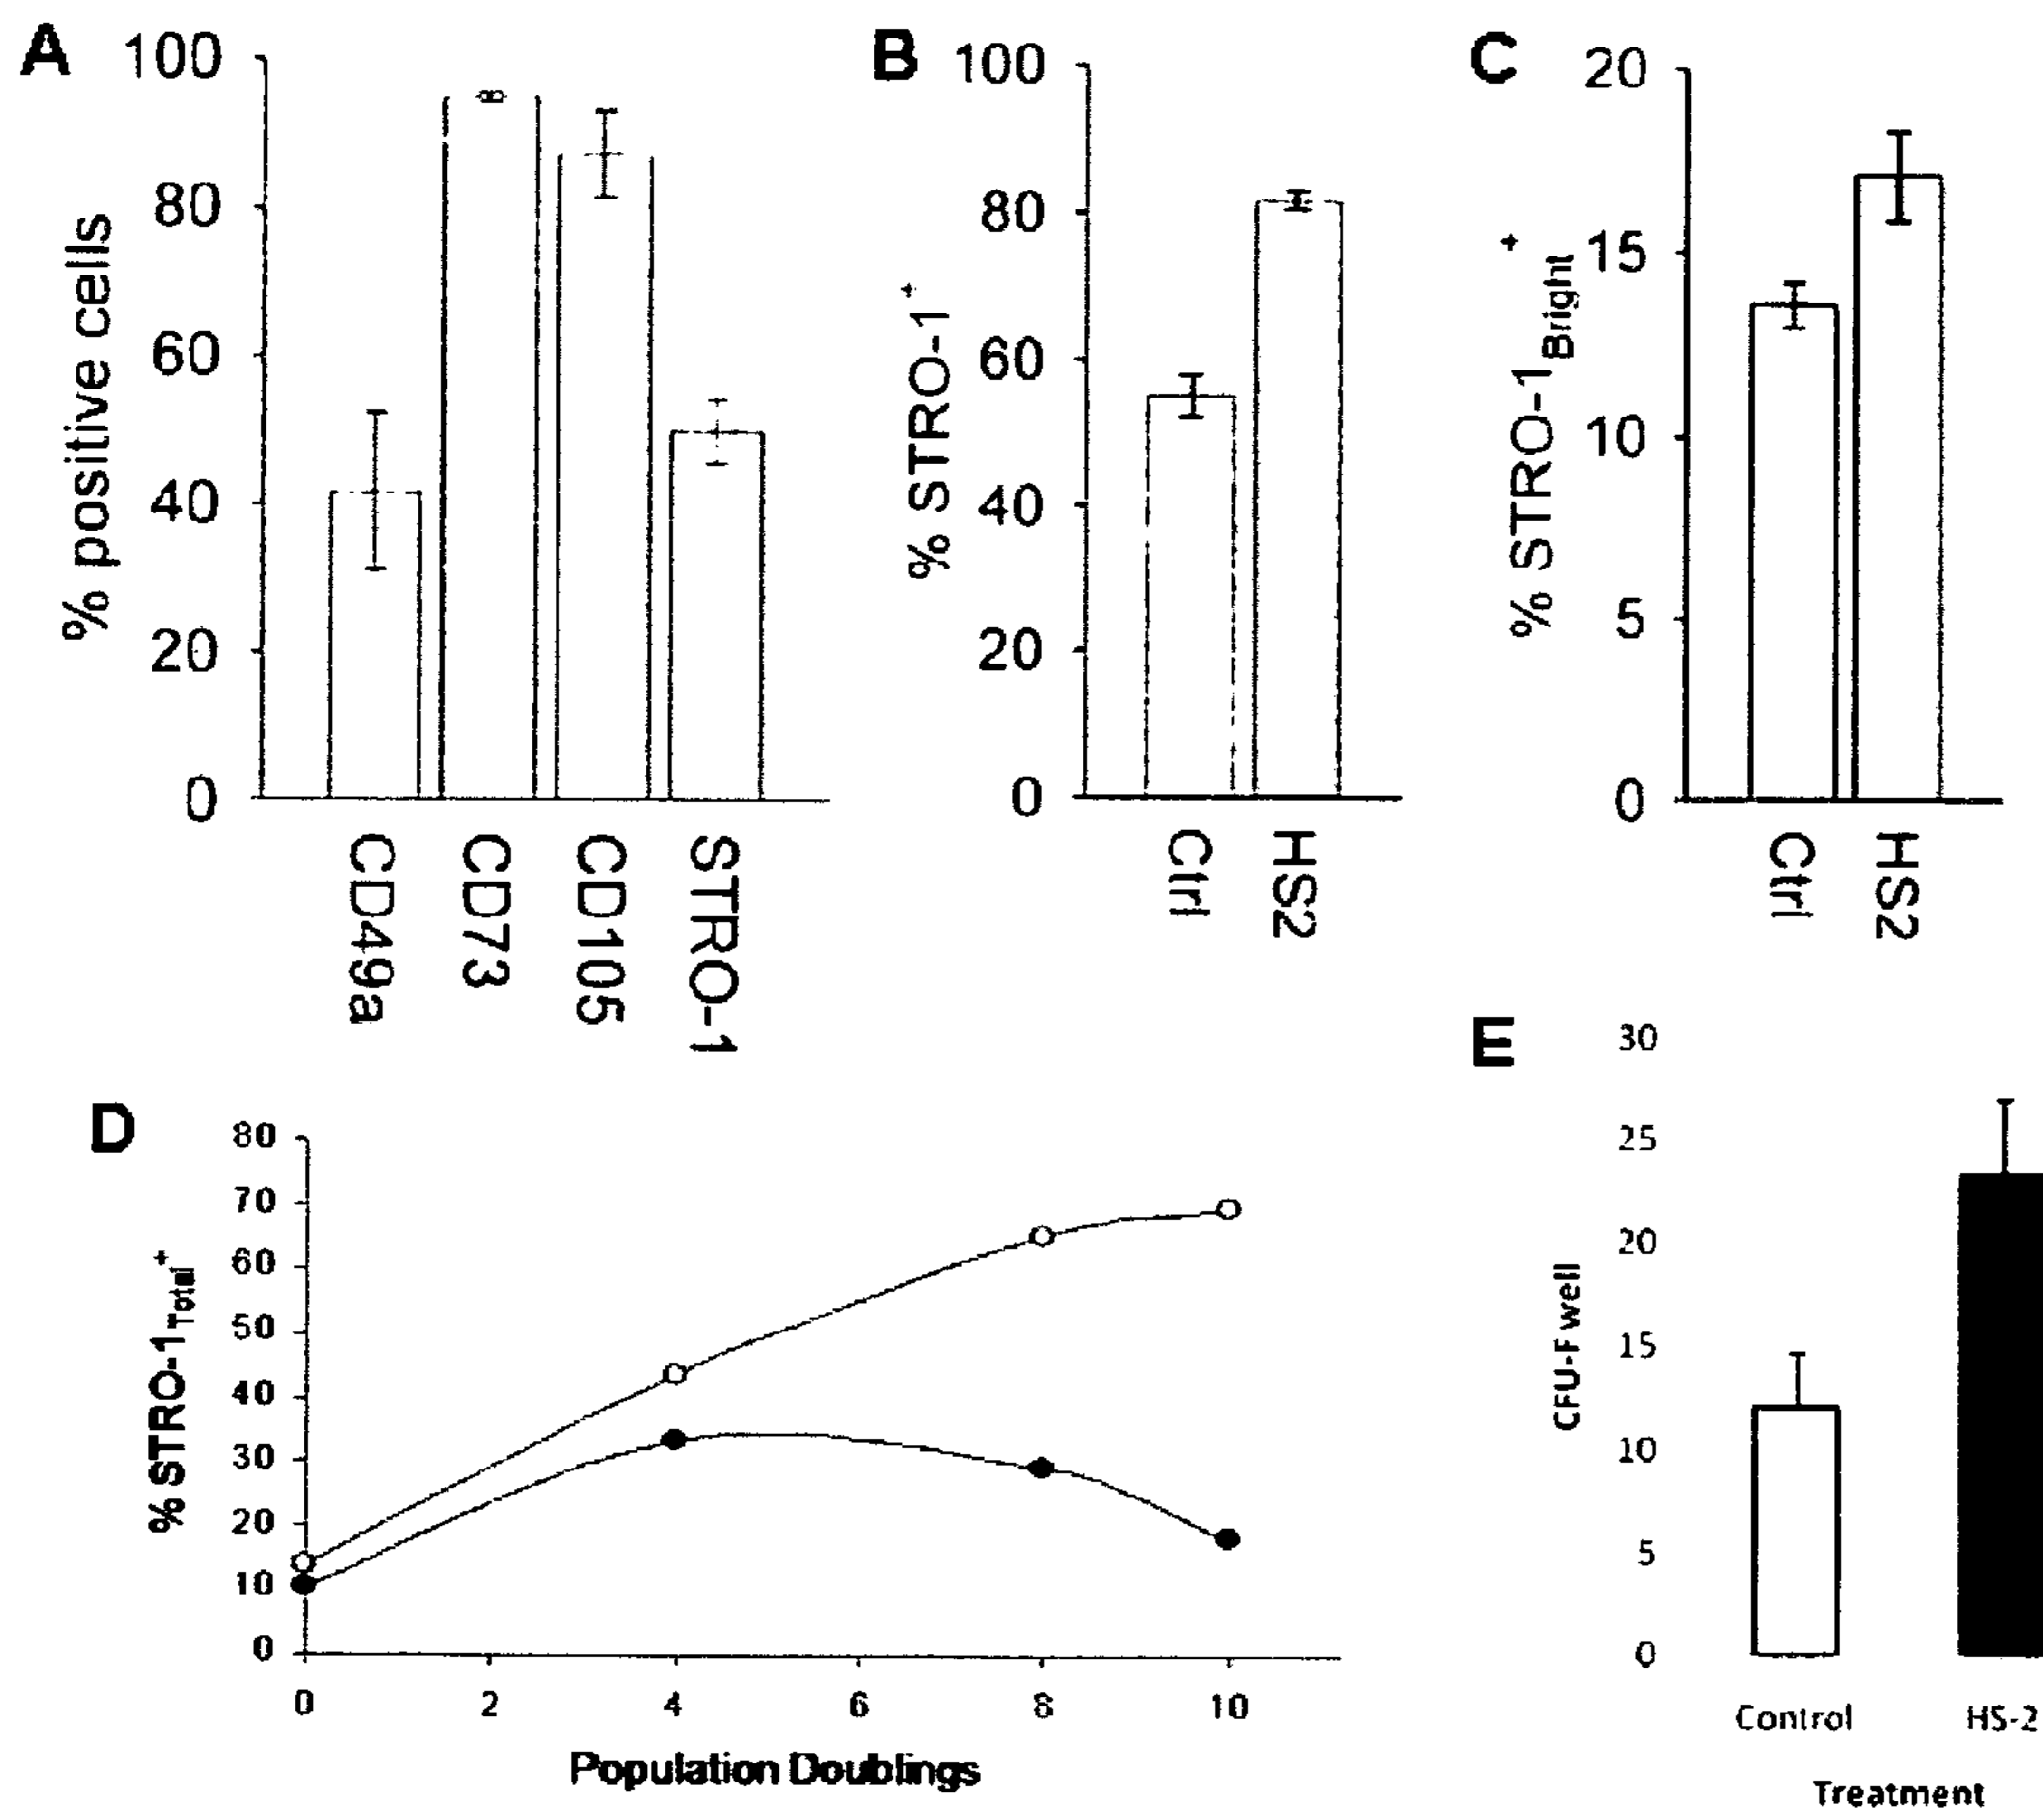 A
100
80
60
40
20
0
% positive cells
CD49a
CD73
CD105
STRO-1
B
100
80
60
40
20
0
% STRO-1+
Ctrl
HS2
C
20
15
10
5
0
% STRO-1Bright+
Ctrl
HS2
D
80
70
60
50
40
30
20
10
0
% STRO-1Total+
0 2 4 6 8 10
Population Doublings
E
30
25
20
15
10
5
0
CFU-F well
Control HS-2
Treatment